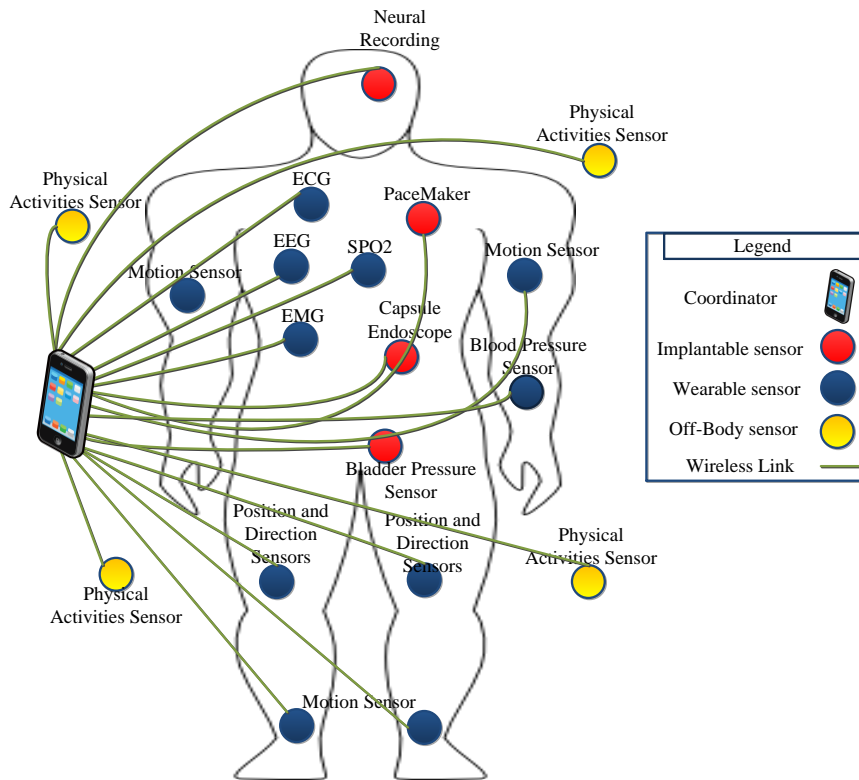 Neural
Recording
Physical
Activities Sensor
Physical
Activities Sensor
ECG
PaceMaker
EEG
SPO2
Motion Sensor
Motion Sensor
EMG
Capsule
Endoscope
Blood Pressure
Sensor
Bladder Pressure
Sensor
Position and
Direction
Sensors
Position and
Direction
Sensors
Physical
Activities Sensor
Physical
Activities Sensor
Motion Sensor
Legend
Coordinator
Implantable sensor
Wearable sensor
Off-Body sensor
Wireless Link